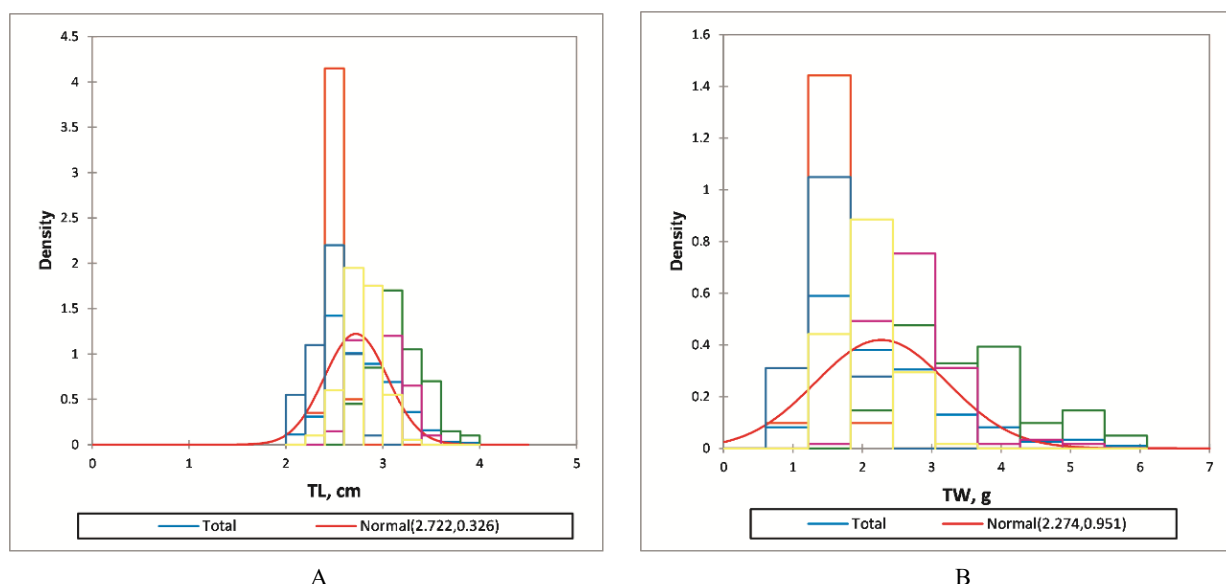 4.5
4
3.5
3
2.5
2
1.5
1
0.5
0
Density
0 1 2 3 4 5
TL, cm
Total Normal(2.722,0.326)
A
1.6
1.4
1.2
1
0.8
0.6
0.4
0.2
0
Density
0 1 2 3 4 5 6 7
TW, g
Total Normal(2.274,0.951)
B